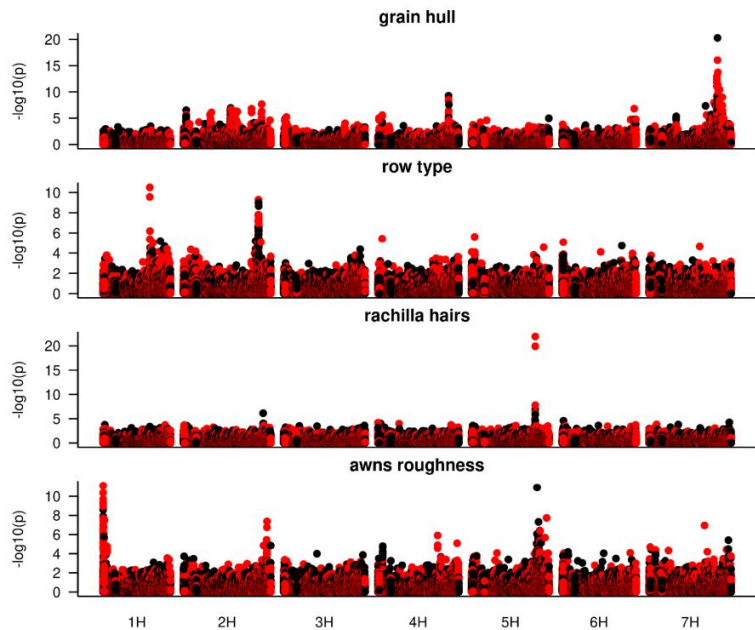 grain hull
-log10(p)
20
15
10
5
0
row type
-log10(p)
10
8
6
4
2
0
rachilla hairs
-log10(p)
20
15
10
5
0
awns roughness
-log10(p)
10
8
6
4
2
0
1H 2H 3H 4H 5H 6H 7H